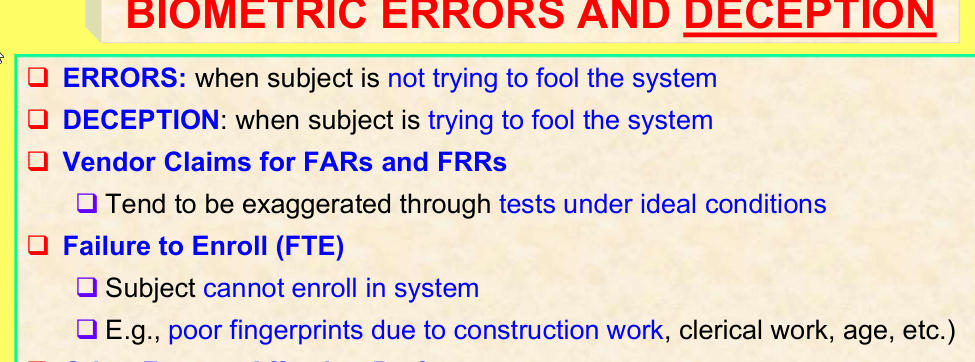 BIOMETRIC ERRORS AND DECEPTION
ERRORS: when subject is not trying to fool the system
DECEPTION: when subject is trying to fool the system
Vendor Claims for FARs and FRRs
Tend to be exaggerated through tests under ideal conditions
Failure to Enroll (FTE)
Subject cannot enroll in system
E.g., poor fingerprints due to construction work, clerical work, age, etc.)